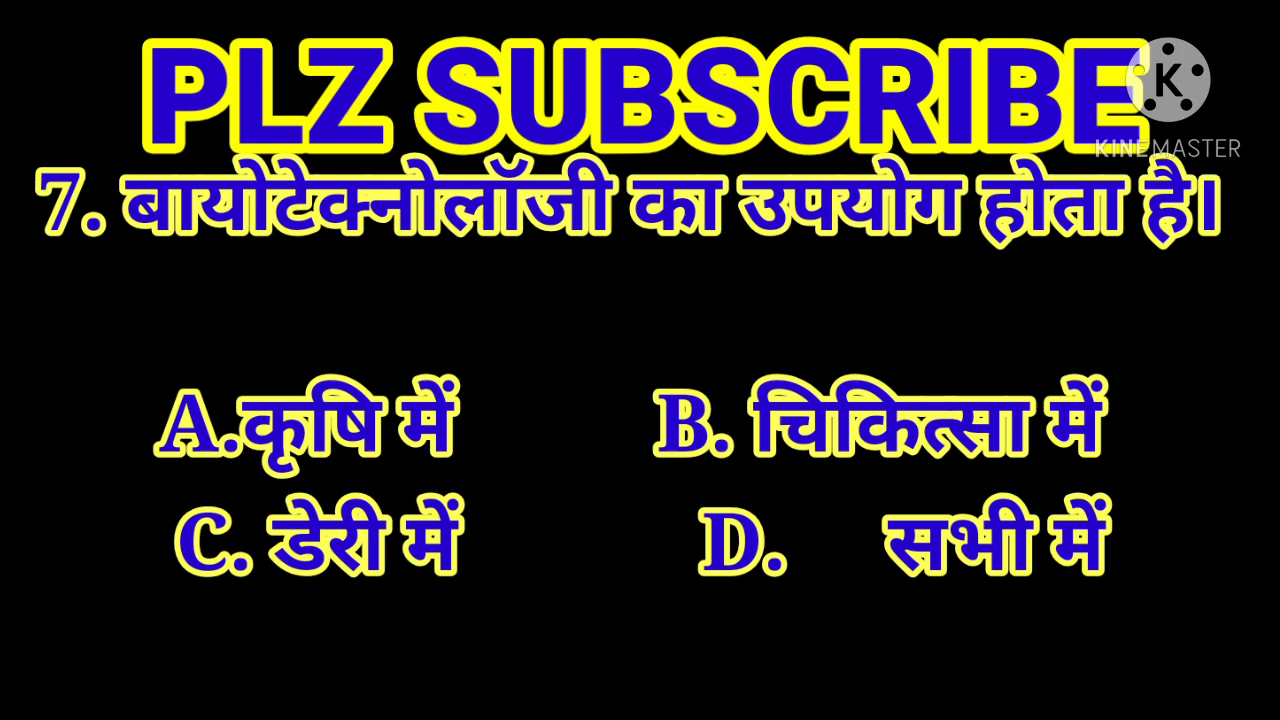 PLZ SUBSCRIBE
K
KINEMASTER
7. बायोटेक्नोलॉजी का उपयोग होता है।
A.कृषि में B. चिकित्सा में
C. डेरी में D. सभी में